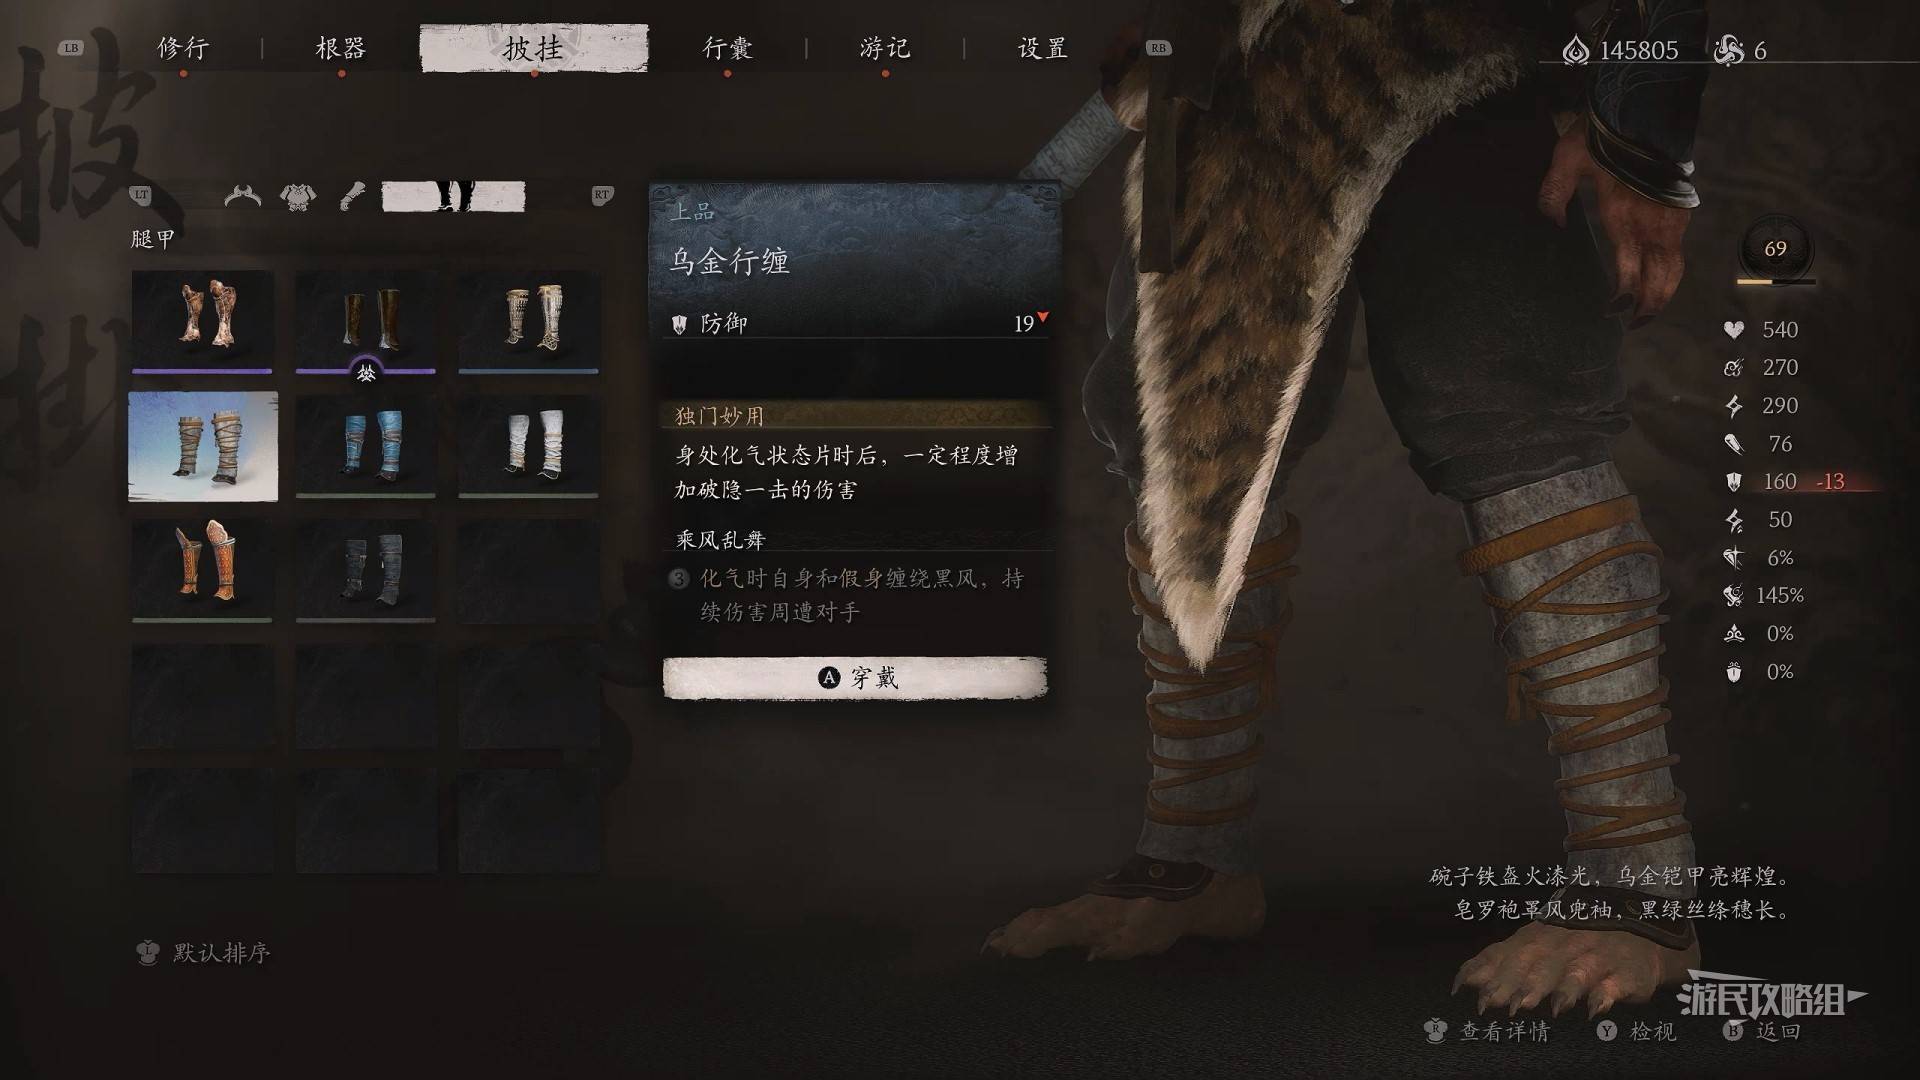 LB
修行
根器
披挂
行囊
游记
设置
RB
145805
6
披挂
LT
RT
腿甲
上品
乌金行缠
防御
19
独门妙用
身处化气状态片时后，一定程度增
加破隐一击的伤害
乘风乱舞
3 化气时自身和假身缠绕黑风，持
续伤害周遭对手
A 穿戴
69
540
270
290
76
160 -13
50
6%
145%
0%
0%
碗子铁盔火漆光，乌金铠甲亮辉煌。
皂罗袍罩风兜袖，黑绿丝绦穗长。
L 默认排序
游民攻略组
R 查看详情
Y 检视
B 返回